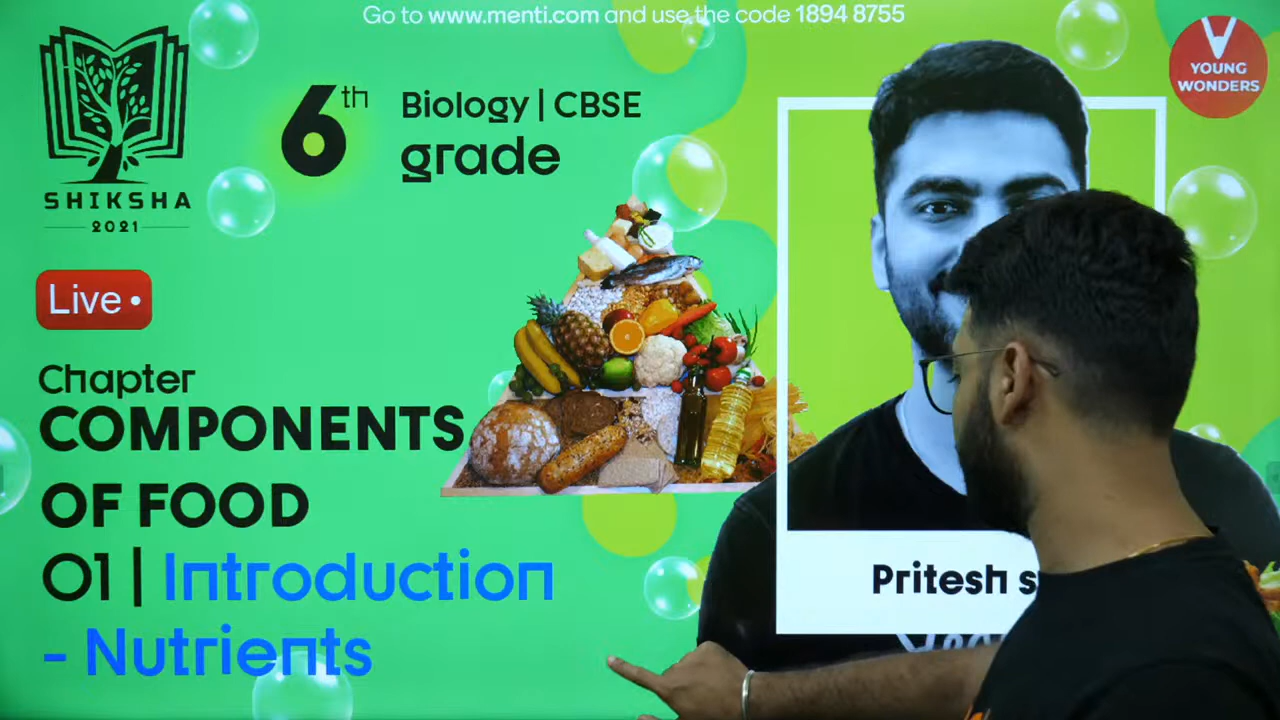 Go to www.menti.com and use the code 1894 8755
SHIKSHA
2021
6th
Biology | CBSE
grade
YOUNG
WONDERS
Live
Chapter
COMPONENTS
OF FOOD
01 | Introduction
- Nutrients
Pritesh